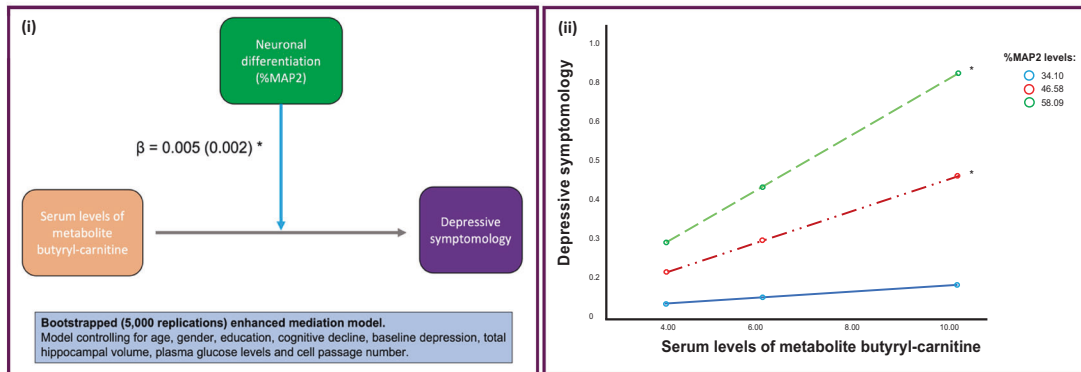 (i)
Neuronal
differentiation
(%MAP2)
β = 0.005 (0.002) *
Serum levels of
metabolite
butyryl-carnitine
Depressive
symptomology
Bootstrapped (5,000 replications) enhanced mediation model.
Model controlling for age, gender, education, cognitive decline, baseline depression, total
hippocampal volume, plasma glucose levels and cell passage number.
(ii)
Depressive symptomology
1.0
0.8
0.6
0.5
0.3
0.2
0
4.00
6.00
8.00
10.00
Serum levels of metabolite butyryl-carnitine
*
*
%MAP2 levels:
34.10
46.58
58.09